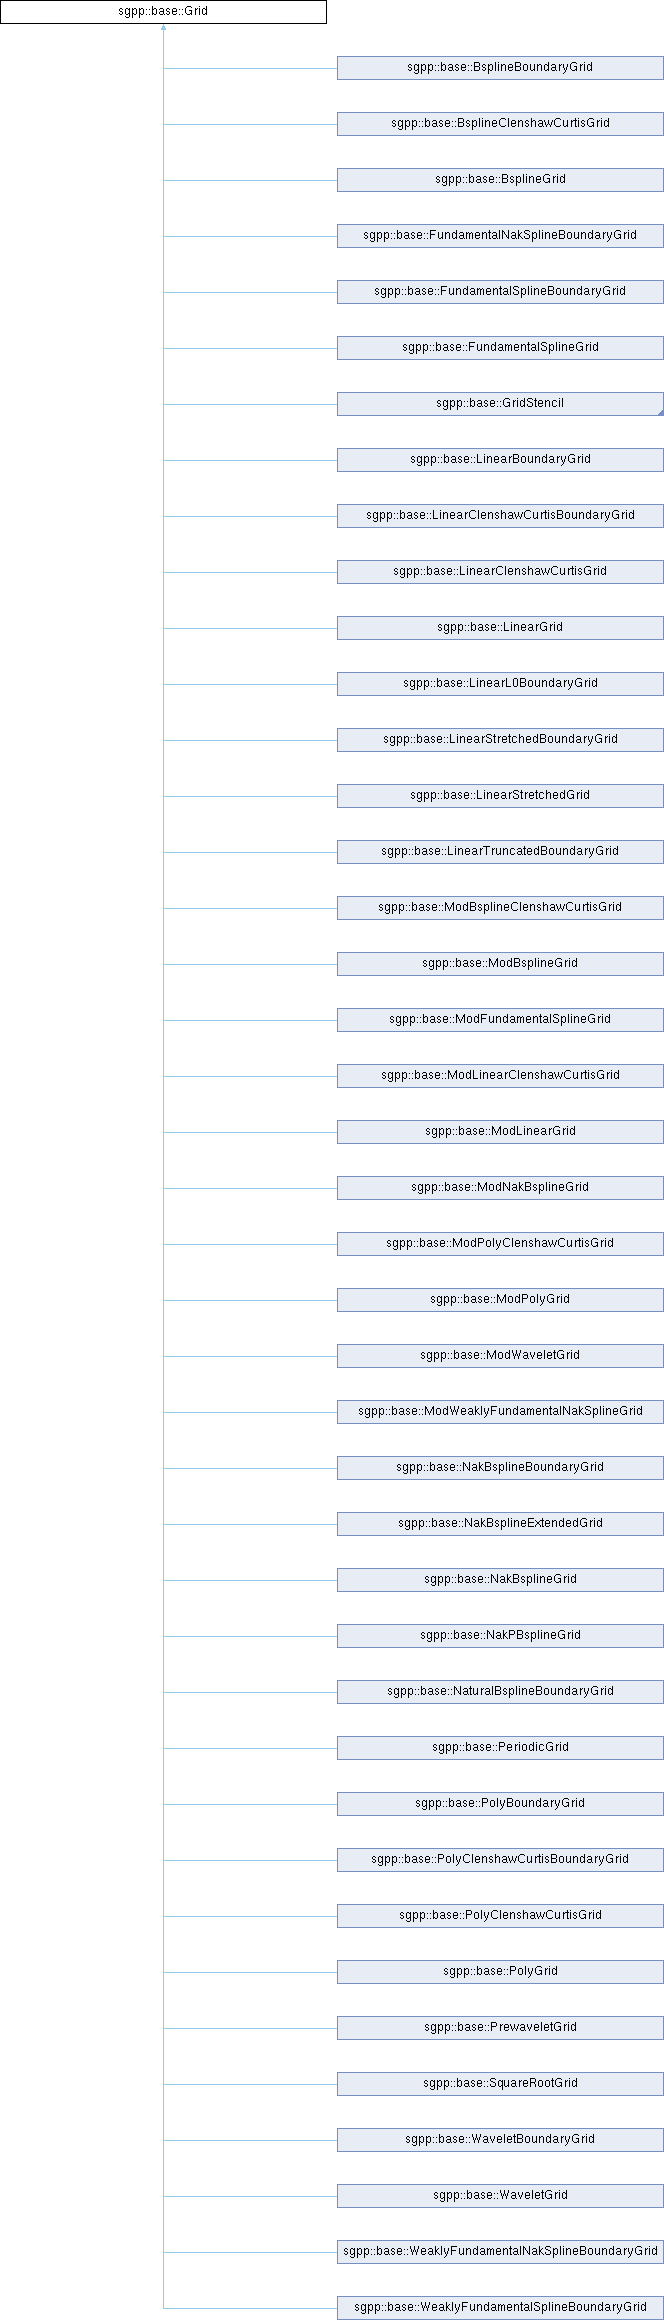 sgpp::base::Grid
sgpp::base::BsplineBoundaryGrid
sgpp::base::BsplineClenshawCurtisGrid
sgpp::base::BsplineGrid
sgpp::base::FundamentalNakSplineBoundaryGrid
sgpp::base::FundamentalSplineBoundaryGrid
sgpp::base::FundamentalSplineGrid
sgpp::base::GridStencil
sgpp::base::LinearBoundaryGrid
sgpp::base::LinearClenshawCurtisBoundaryGrid
sgpp::base::LinearClenshawCurtisGrid
sgpp::base::LinearGrid
sgpp::base::LinearL0BoundaryGrid
sgpp::base::LinearStretchedBoundaryGrid
sgpp::base::LinearStretchedGrid
sgpp::base::LinearTruncatedBoundaryGrid
sgpp::base::ModBsplineClenshawCurtisGrid
sgpp::base::ModBsplineGrid
sgpp::base::ModFundamentalSplineGrid
sgpp::base::ModLinearClenshawCurtisGrid
sgpp::base::ModLinearGrid
sgpp::base::ModNakBsplineGrid
sgpp::base::ModPolyClenshawCurtisGrid
sgpp::base::ModPolyGrid
sgpp::base::ModWaveletGrid
sgpp::base::ModWeaklyFundamentalNakSplineGrid
sgpp::base::NakBsplineBoundaryGrid
sgpp::base::NakBsplineExtendedGrid
sgpp::base::NakBsplineGrid
sgpp::base::NakPBsplineGrid
sgpp::base::NaturalBsplineBoundaryGrid
sgpp::base::PeriodicGrid
sgpp::base::PolyBoundaryGrid
sgpp::base::PolyClenshawCurtisBoundaryGrid
sgpp::base::PolyClenshawCurtisGrid
sgpp::base::PolyGrid
sgpp::base::PrewaveletGrid
sgpp::base::SquareRootGrid
sgpp::base::WaveletBoundaryGrid
sgpp::base::WaveletGrid
sgpp::base::WeaklyFundamentalNakSplineBoundaryGrid
sgpp::base::WeaklyFundamentalSplineBoundaryGrid